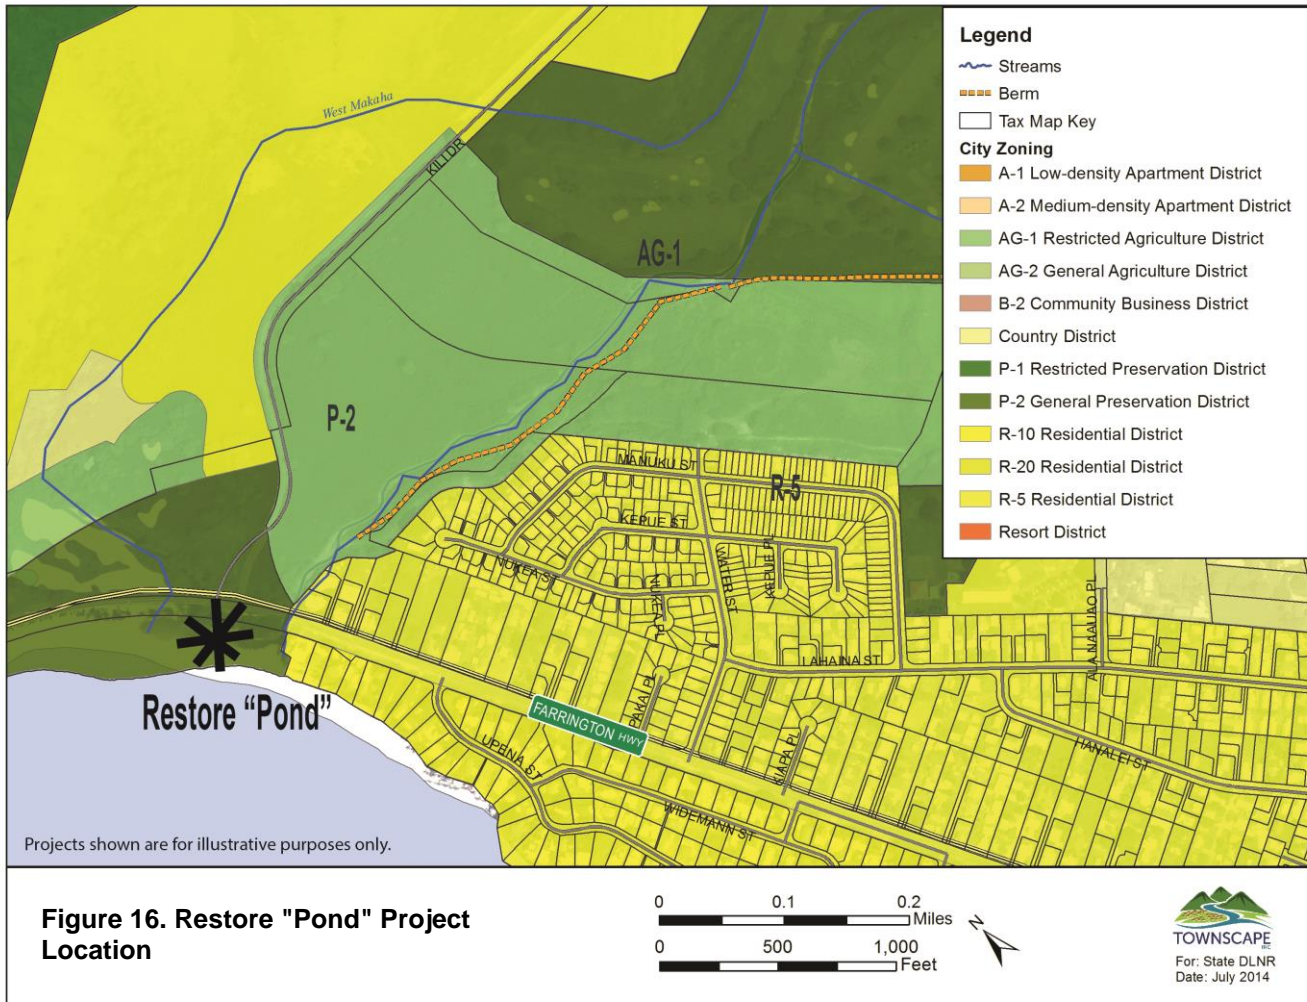 Legend
Streams
Berm
Tax Map Key
City Zoning
A-1 Low-density Apartment District
A-2 Medium-density Apartment District
AG-1 Restricted Agriculture District
AG-2 General Agriculture District
B-2 Community Business District
Country District
P-1 Restricted Preservation District
P-2 General Preservation District
R-10 Residential District
R-20 Residential District
R-5 Residential District
Resort District
West Makaha
KILI DR
AG-1
P-2
R-5
MANUKU ST
KEPUE ST
KEPUE PL
WATER ST
NUKEA ST
NUKEA PL
LAHAINA ST
ALA NAAUAO PL
PAKA PL
KIAPA PL
HANALEI ST
FARRINGTON HWY
UPENA ST
WIDEMANN ST
Restore “Pond”
Projects shown are for illustrative purposes only.
Figure 16. Restore "Pond" Project
Location
0 0.1 0.2
Miles
0 500 1,000
Feet
N
TOWNSCAPE
INC
For: State DLNR
Date: July 2014